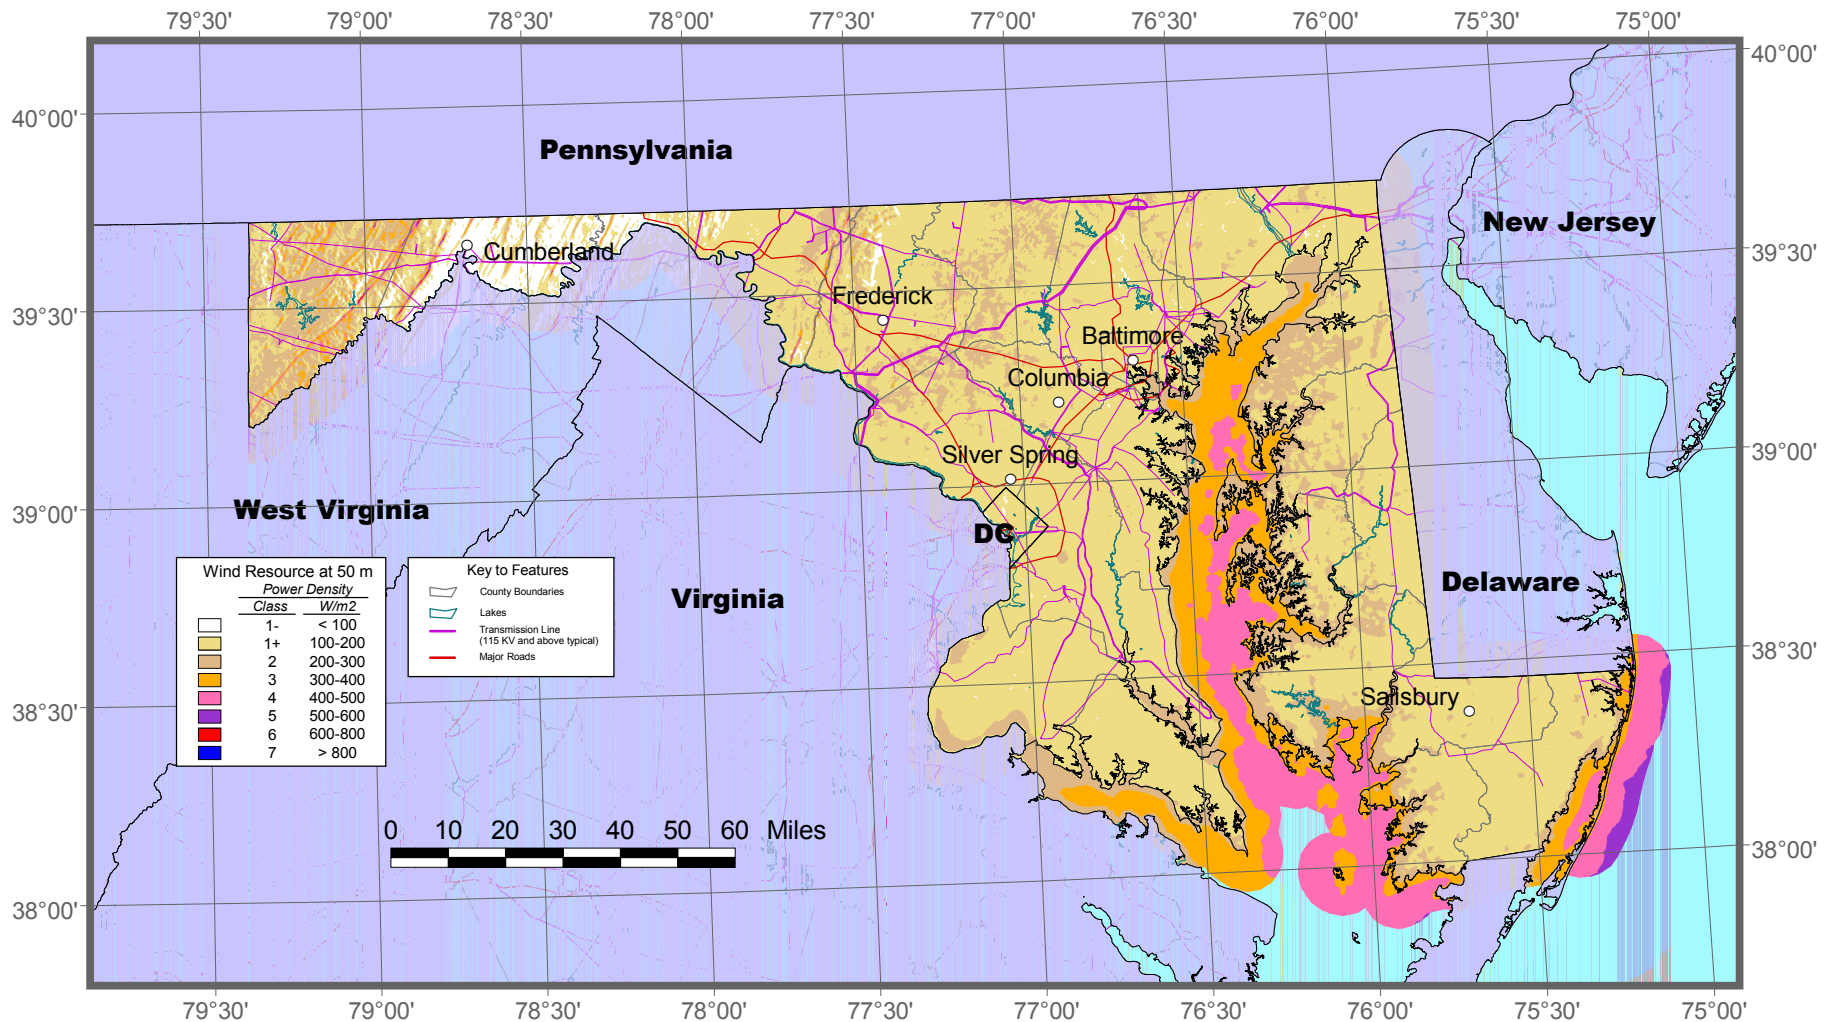 79°30' 79°00' 78°30' 78°00' 77°30' 77°00' 76°30' 76°00' 75°30' 75°00'
40°00'
40°00'
Pennsylvania
New Jersey
Cumberland
39°30'
Frederick
39°30'
Baltimore
Columbia
39°00'
Silver Spring
West Virginia
39°00'
DC
Wind Resource at 50 m
Power Density
Class W/m2
1- < 100
1+ 100-200
2 200-300
3 300-400
4 400-500
5 500-600
6 600-800
7 > 800
Key to Features
County Boundaries
Lakes
Transmission Line
(115 KV and above typical)
Major Roads
Virginia
Delaware
38°30'
Salisbury
38°30'
0 10 20 30 40 50 60 Miles
38°00'
38°00'
79°30' 79°00' 78°30' 78°00' 77°30' 77°00' 76°30' 76°00' 75°30' 75°00'